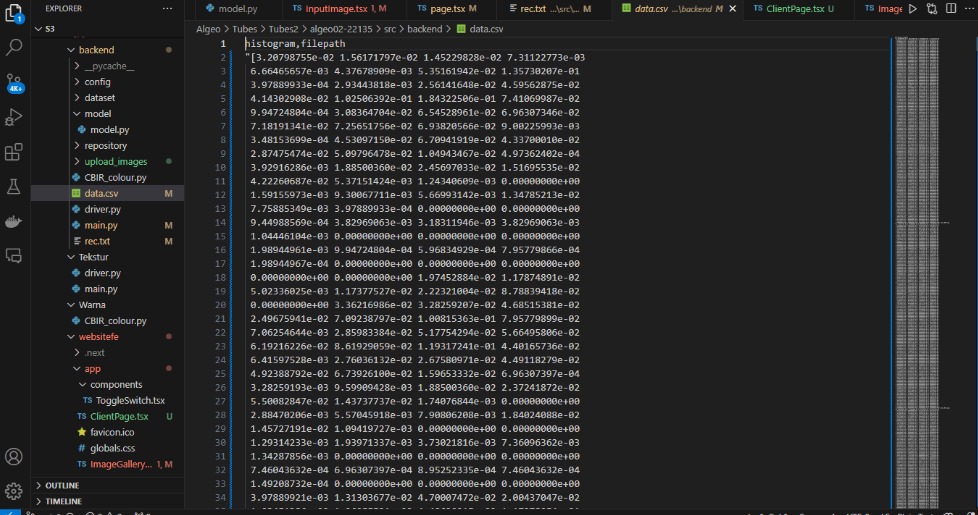 EXPLORER
model.py
InputImage.tsx 1, M
page.tsx M
rec.txt ...\src\... M
data.csv ...\backend M
ClientPage.tsx U
Algeo > Tubes > Tubes2 > algeo02-22135 > src > backend > data.csv
S3
backend
__pycache__
config
dataset
model
model.py
repository
upload_images
CBIR_colour.py
data.csv M
driver.py
main.py M
rec.txt M
Tekstur
driver.py
main.py
Warna
CBIR_colour.py
websitefe
.next
app
components
ToggleSwitch.tsx
ClientPage.tsx U
favicon.ico
globals.css
ImageGallery... 1, M
OUTLINE
TIMELINE
1
4K+
1 histogram,filepath
2 "[3.20798755e-02 1.56171797e-02 1.45229828e-02 7.31122773e-03
3 6.66465657e-03 4.37678909e-03 5.35161942e-02 1.35730207e-01
4 3.97889933e-04 2.93443818e-03 2.56141648e-02 4.59562875e-02
5 4.14302908e-02 1.02506392e-01 1.84322506e-01 7.41069987e-02
6 9.94724804e-04 3.08364704e-02 6.54528961e-02 6.96307346e-02
7 7.18191341e-02 7.25651756e-02 6.93820566e-02 9.00225993e-03
8 3.48153699e-04 4.53097150e-02 6.70941919e-02 4.33700010e-02
9 2.87475474e-02 5.09796478e-02 1.04943467e-02 4.97362402e-04
10 3.92916286e-03 1.88500360e-02 2.45697033e-02 1.51695535e-02
11 4.22260687e-02 5.37151424e-03 1.24340609e-03 0.00000000e+00
12 1.59155973e-03 9.30067711e-03 5.66993142e-03 1.34785213e-02
13 7.75885349e-03 3.97889933e-04 0.00000000e+00 0.00000000e+00
14 9.44988569e-04 3.82969063e-03 3.18311946e-03 3.82969063e-03
15 1.04446104e-03 0.00000000e+00 0.00000000e+00 0.00000000e+00
16 1.98944961e-03 9.94724804e-04 5.96834929e-04 7.95779866e-04
17 1.98944967e-04 0.00000000e+00 0.00000000e+00 0.00000000e+00
18 0.00000000e+00 0.00000000e+00 1.97452884e-02 1.17874891e-02
19 5.02336025e-03 1.17377527e-02 2.22321004e-02 8.78839418e-02
20 0.00000000e+00 3.36216986e-02 3.28259207e-02 4.68515381e-02
21 2.49675941e-02 7.09238797e-02 1.00815363e-01 7.95779899e-02
22 7.06254644e-03 2.85983384e-02 5.17754294e-02 5.66495806e-02
23 6.19216226e-02 8.61929059e-02 1.19317241e-01 4.40165736e-02
24 6.41597528e-03 2.76036132e-02 2.67580971e-02 4.49118279e-02
25 4.92388792e-02 6.73926100e-02 1.59653332e-02 6.96307397e-04
26 3.28259193e-03 9.59909428e-03 1.88500360e-02 2.37241872e-02
27 5.50082847e-02 1.43737737e-02 1.74076844e-03 0.00000000e+00
28 2.88470206e-03 5.57045918e-03 7.90806208e-03 1.84024088e-02
29 1.45727191e-02 1.09419727e-03 0.00000000e+00 0.00000000e+00
30 1.29314233e-03 1.93971337e-03 3.73021816e-03 7.36096362e-03
31 1.34287856e-03 0.00000000e+00 0.00000000e+00 0.00000000e+00
32 7.46043632e-04 6.96307397e-04 8.95252335e-04 7.46043632e-04
33 1.49208732e-04 0.00000000e+00 0.00000000e+00 0.00000000e+00
34 3.97889921e-03 1.31303677e-02 4.70007472e-02 2.00437047e-02